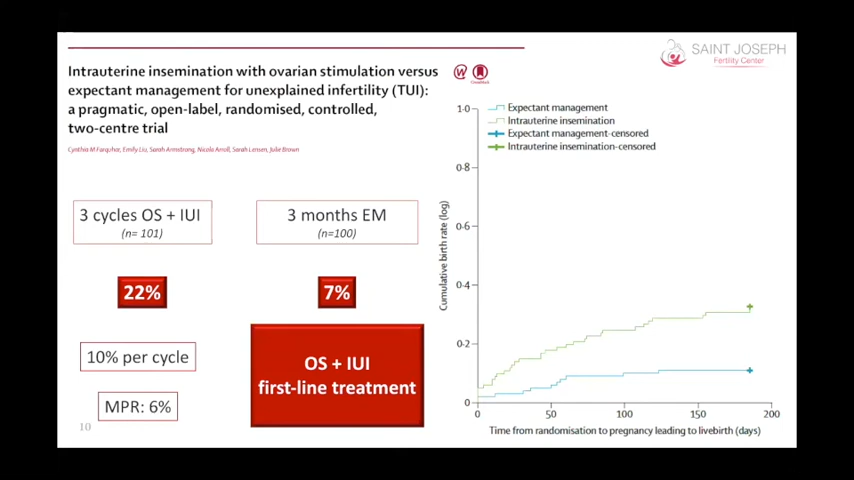 SAINT JOSEPH
Fertility Center
Intrauterine insemination with ovarian stimulation versus
expectant management for unexplained infertility (TUI):
a pragmatic, open-label, randomised, controlled,
two-centre trial
Cynthia M Farquhar, Emily Liu, Sarah Armstrong, Nicola Arroll, Sarah Lensen, Julie Brown
W
CrossMark
3 cycles OS + IUI
(n= 101)
3 months EM
(n=100)
22%
7%
10% per cycle
OS + IUI
first-line treatment
MPR: 6%
10
Expectant management
Intrauterine insemination
Expectant management-censored
Intrauterine insemination-censored
Cumulative birth rate (log)
1·0
0·8
0·6
0·4
0·2
0
0
50
100
150
200
Time from randomisation to pregnancy leading to livebirth (days)